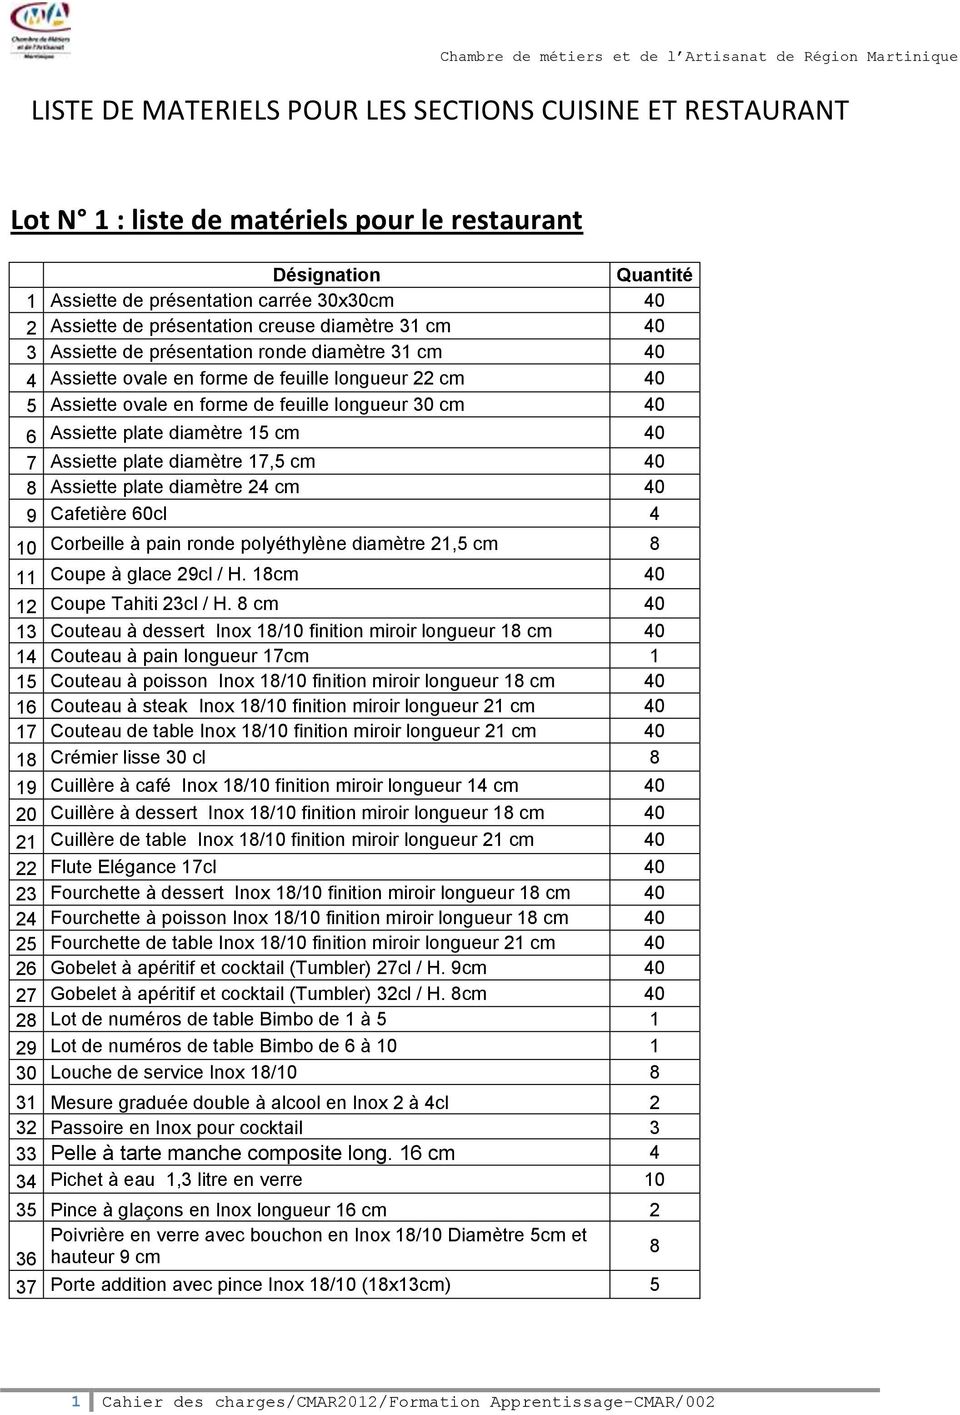 CMA
Chambre de Métiers
et de l'Artisanat
Martinique
Chambre de métiers et de l'Artisanat de Région Martinique
LISTE DE MATERIELS POUR LES SECTIONS CUISINE ET RESTAURANT
Lot N° 1 : liste de matériels pour le restaurant
Désignation Quantité
1 Assiette de présentation carrée 30x30cm 40
2 Assiette de présentation creuse diamètre 31 cm 40
3 Assiette de présentation ronde diamètre 31 cm 40
4 Assiette ovale en forme de feuille longueur 22 cm 40
5 Assiette ovale en forme de feuille longueur 30 cm 40
6 Assiette plate diamètre 15 cm 40
7 Assiette plate diamètre 17,5 cm 40
8 Assiette plate diamètre 24 cm 40
9 Cafetière 60cl 4
10 Corbeille à pain ronde polyéthylène diamètre 21,5 cm 8
11 Coupe à glace 29cl / H. 18cm 40
12 Coupe Tahiti 23cl / H. 8 cm 40
13 Couteau à dessert Inox 18/10 finition miroir longueur 18 cm 40
14 Couteau à pain longueur 17cm 1
15 Couteau à poisson Inox 18/10 finition miroir longueur 18 cm 40
16 Couteau à steak Inox 18/10 finition miroir longueur 21 cm 40
17 Couteau de table Inox 18/10 finition miroir longueur 21 cm 40
18 Crémier lisse 30 cl 8
19 Cuillère à café Inox 18/10 finition miroir longueur 14 cm 40
20 Cuillère à dessert Inox 18/10 finition miroir longueur 18 cm 40
21 Cuillère de table Inox 18/10 finition miroir longueur 21 cm 40
22 Flute Elégance 17cl 40
23 Fourchette à dessert Inox 18/10 finition miroir longueur 18 cm 40
24 Fourchette à poisson Inox 18/10 finition miroir longueur 18 cm 40
25 Fourchette de table Inox 18/10 finition miroir longueur 21 cm 40
26 Gobelet à apéritif et cocktail (Tumbler) 27cl / H. 9cm 40
27 Gobelet à apéritif et cocktail (Tumbler) 32cl / H. 8cm 40
28 Lot de numéros de table Bimbo de 1 à 5 1
29 Lot de numéros de table Bimbo de 6 à 10 1
30 Louche de service Inox 18/10 8
31 Mesure graduée double à alcool en Inox 2 à 4cl 2
32 Passoire en Inox pour cocktail 3
33 Pelle à tarte manche composite long. 16 cm 4
34 Pichet à eau 1,3 litre en verre 10
35 Pince à glaçons en Inox longueur 16 cm 2
Poivrière en verre avec bouchon en Inox 18/10 Diamètre 5cm et
36 hauteur 9 cm 8
37 Porte addition avec pince Inox 18/10 (18x13cm) 5
1 Cahier des charges/CMAR2012/Formation Apprentissage-CMAR/002